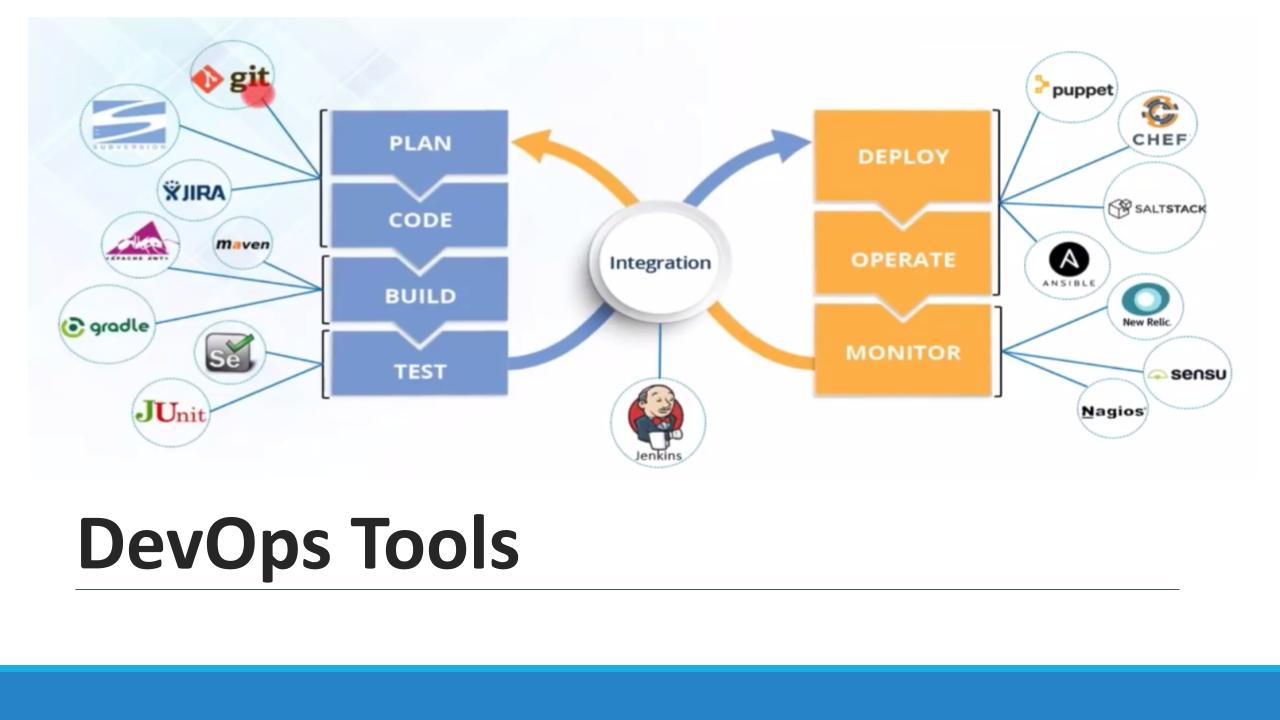 git
SUBVERSION
JIRA
APACHE ANT
maven
gradle
Se
JUnit
PLAN
CODE
BUILD
TEST
Integration
Jenkins
DEPLOY
OPERATE
MONITOR
puppet
CHEF
SALTSTACK
A
ANSIBLE
New Relic.
sensu
Nagios
DevOps Tools